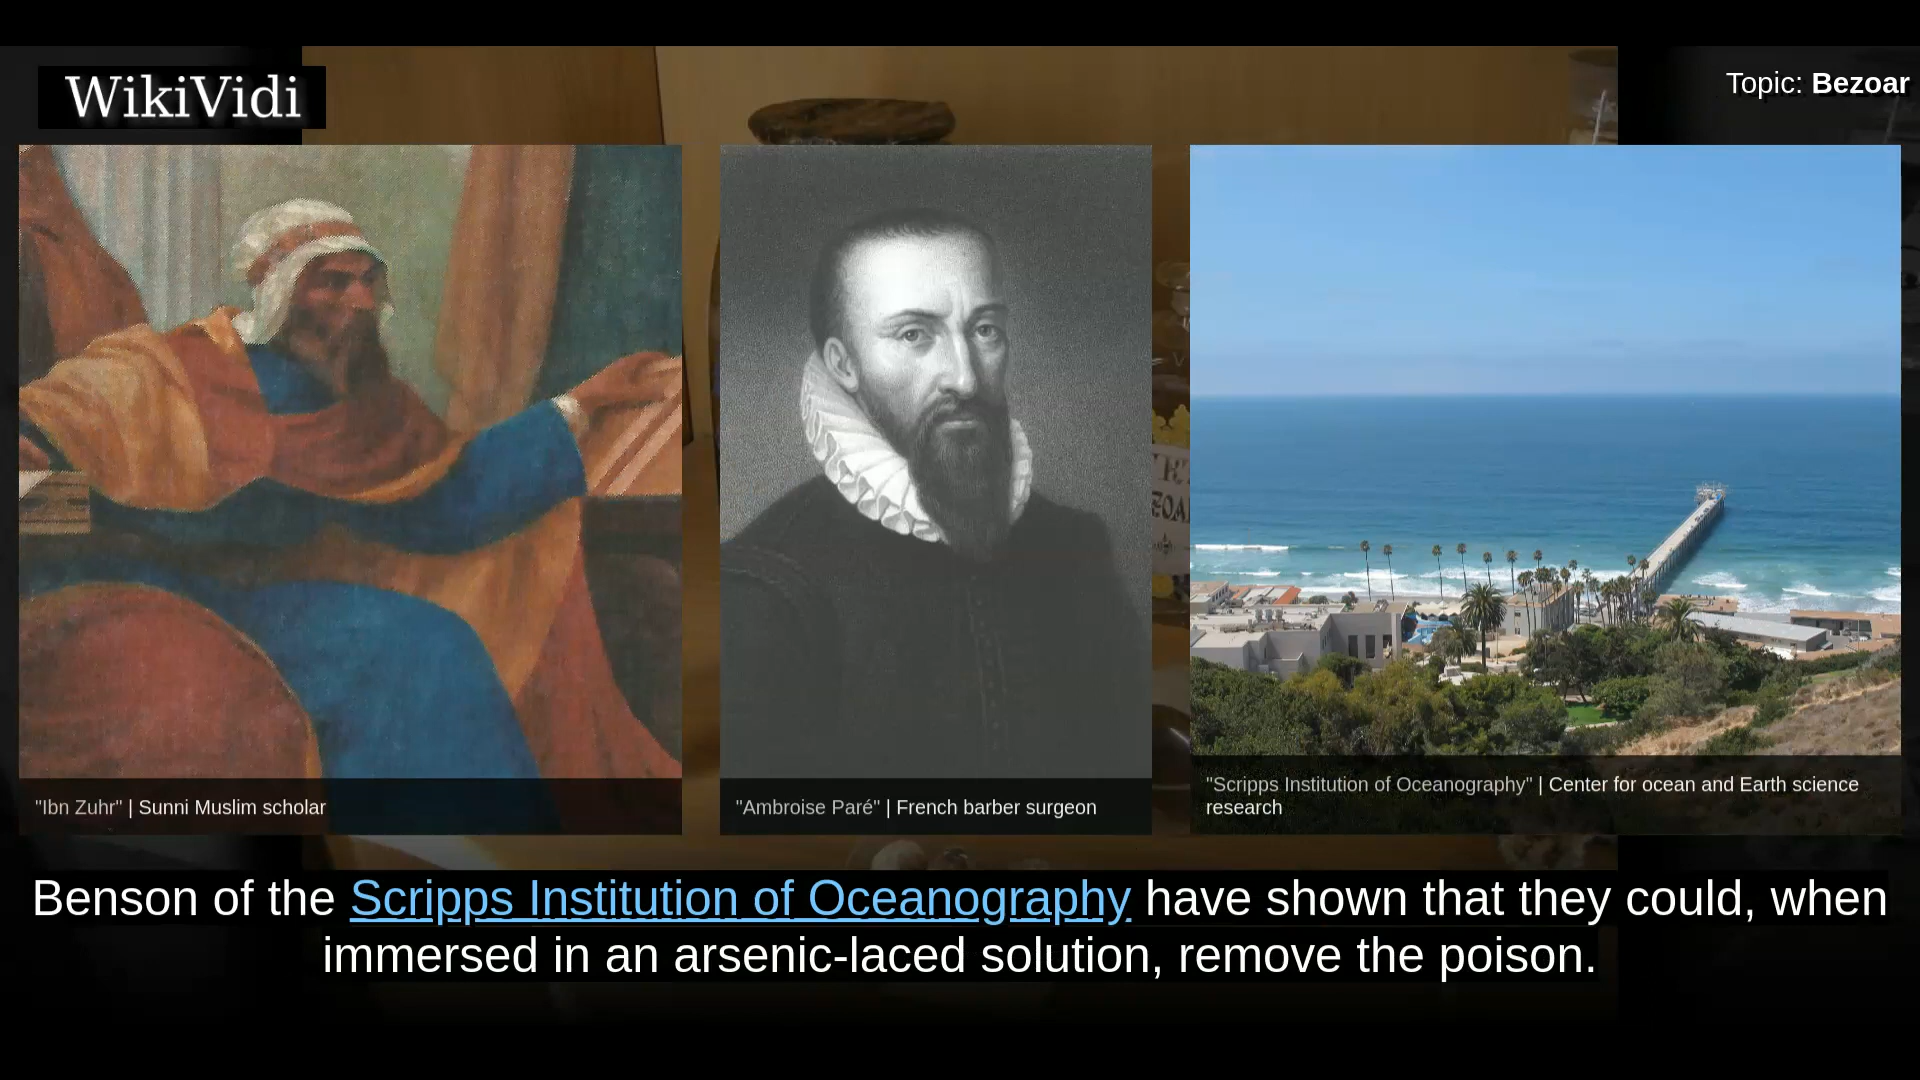 WikiVidi
Topic: Bezoar
"Ibn Zuhr" | Sunni Muslim scholar
"Ambroise Paré" | French barber surgeon
"Scripps Institution of Oceanography" | Center for ocean and Earth science
research
Benson of the Scripps Institution of Oceanography have shown that they could, when
immersed in an arsenic-laced solution, remove the poison.